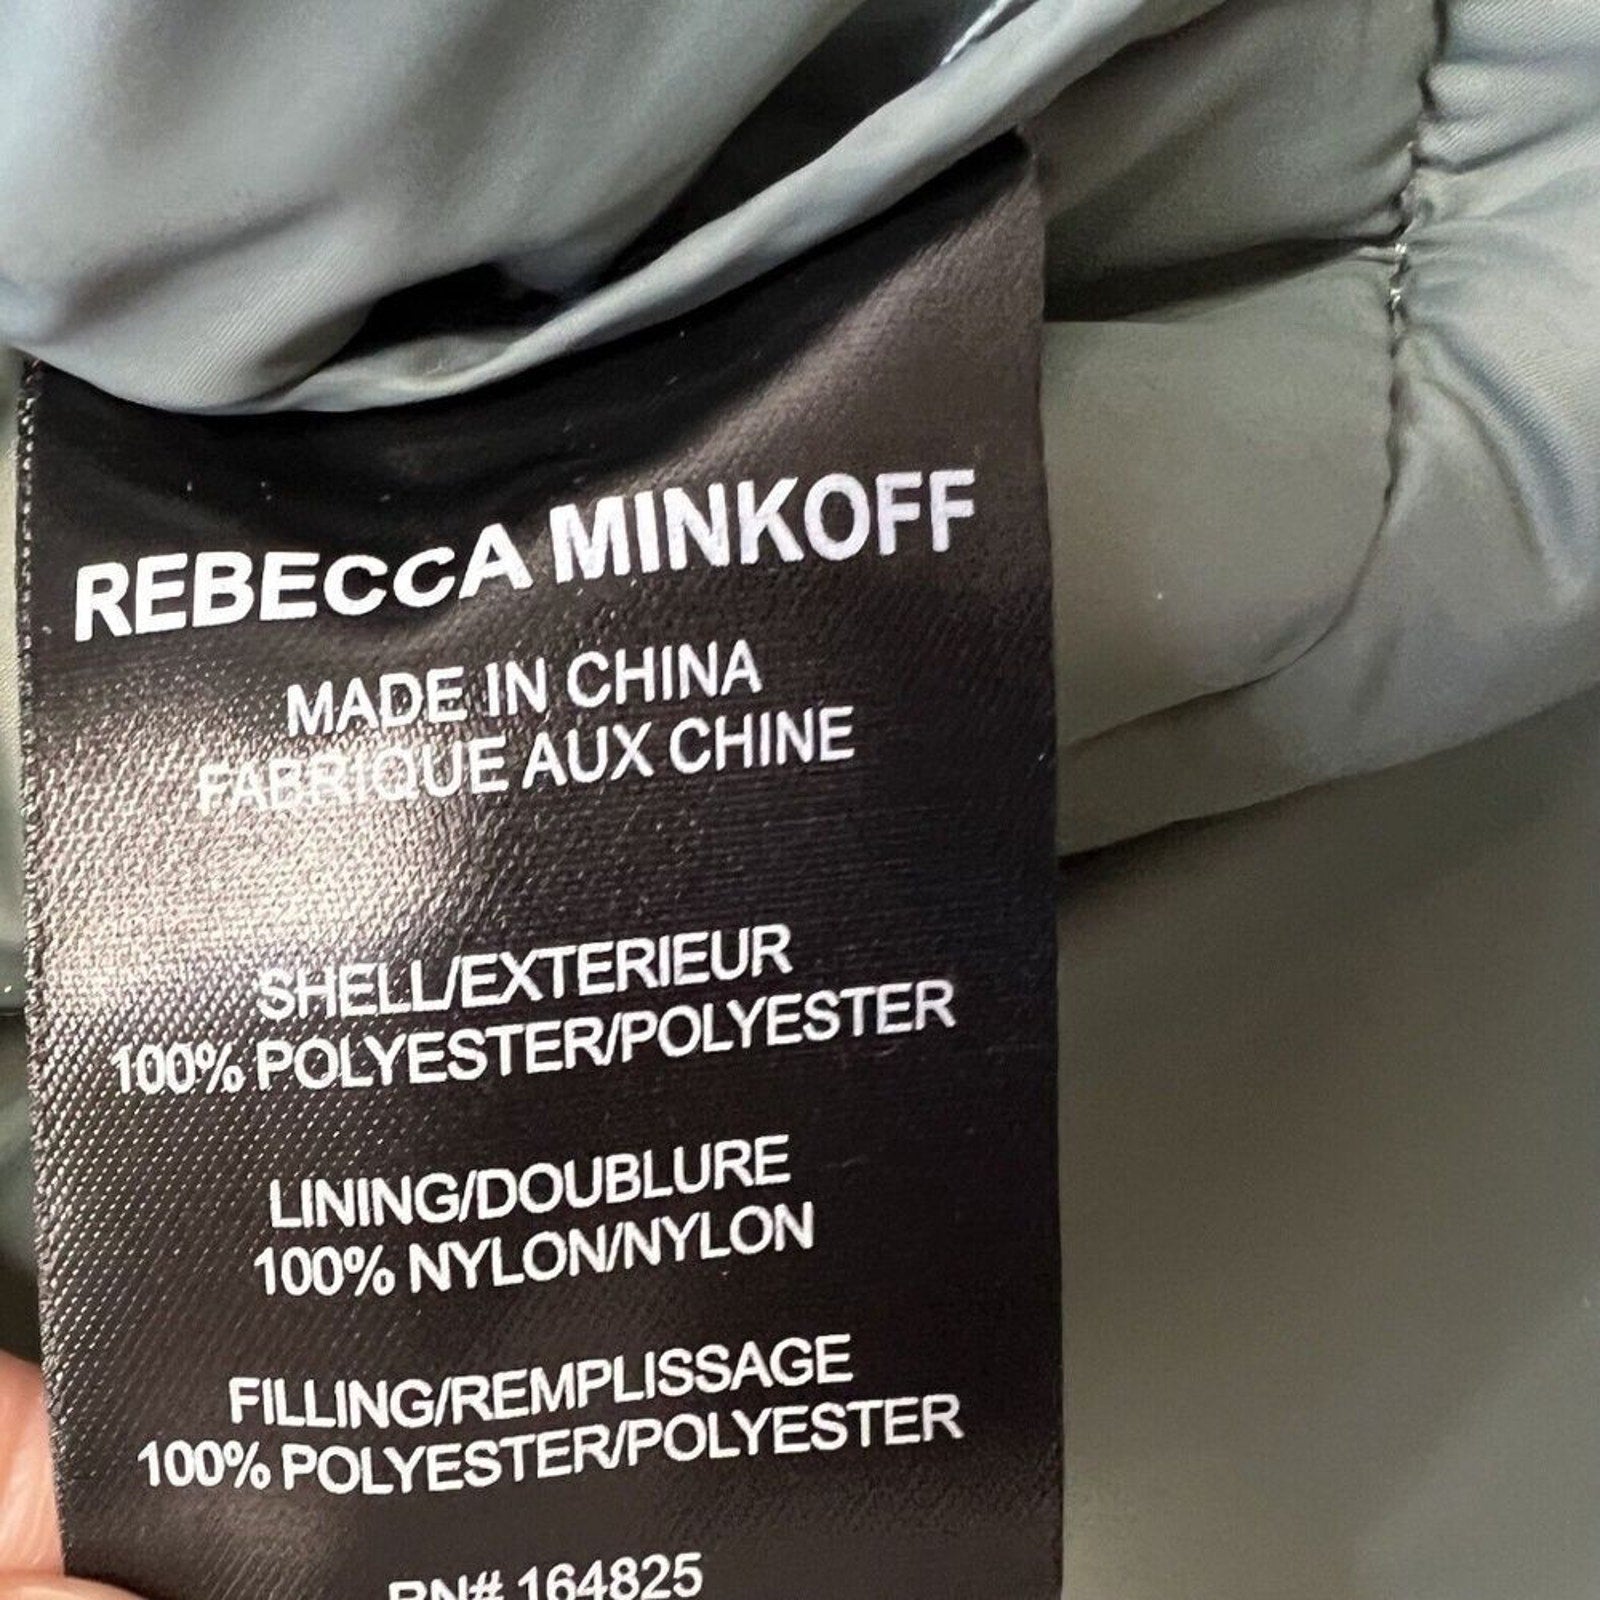 REBECCA MINKOFF
MADE IN CHINA
FABRIQUE AUX CHINE
SHELL/EXTERIEUR
100% POLYESTER/POLYESTER
LINING/DOUBLURE
100% NYLON/NYLON
FILLING/REMPLISSAGE
100% POLYESTER/POLYESTER
RN# 164825